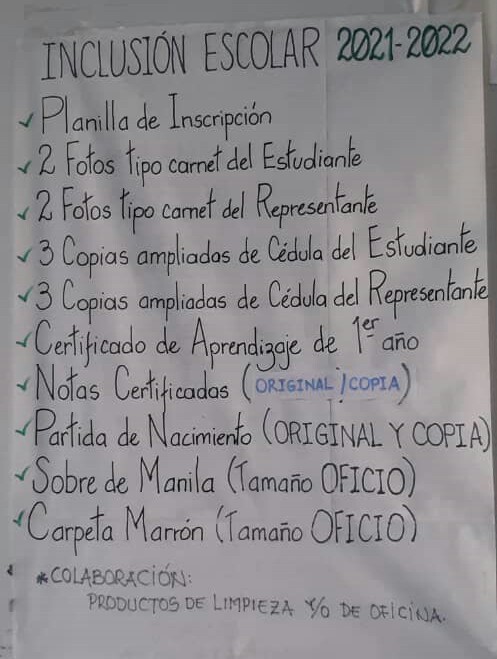 INCLUSIÓN ESCOLAR 2021-2022
✓ Planilla de Inscripción
✓ 2 Fotos tipo carnet del Estudiante
✓ 2 Fotos tipo carnet del Representante
✓ 3 Copias ampliadas de Cédula del Estudiante
✓ 3 Copias ampliadas de Cédula del Representante
✓ Certificado de Aprendizaje de 1er año
✓ Notas Certificadas (ORIGINAL/COPIA)
✓ Partida de Nacimiento (ORIGINAL Y COPIA)
✓ Sobre de Manila (Tamaño OFICIO)
✓ Carpeta Marrón (Tamaño OFICIO)
*COLABORACIÓN:
PRODUCTOS DE LIMPIEZA Y/O DE OFICINA.